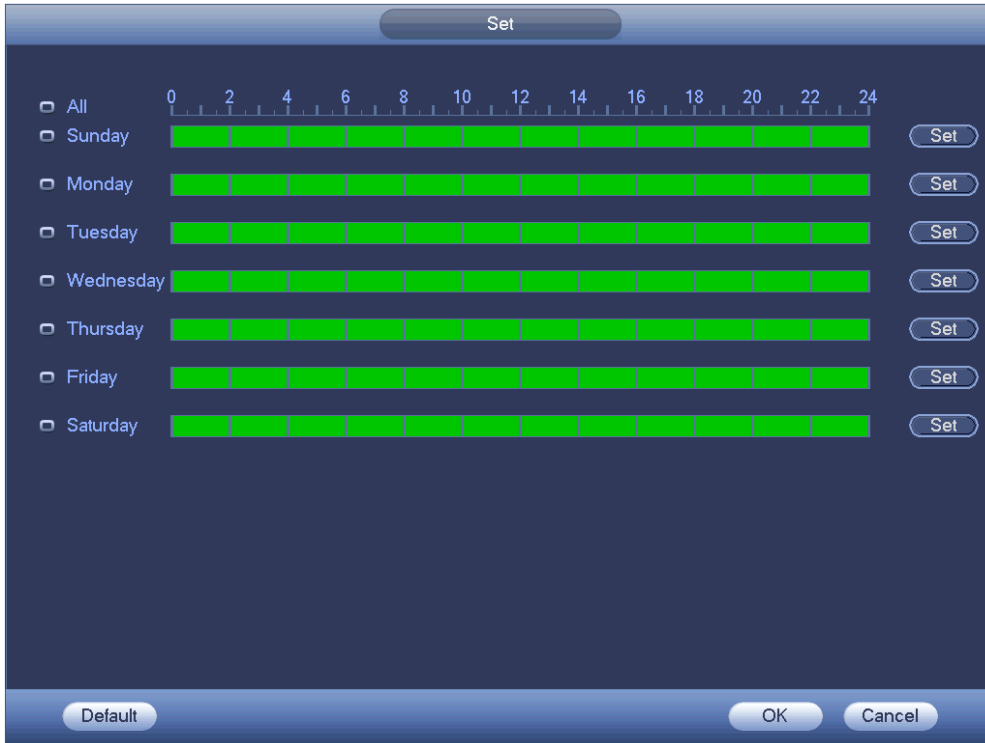 Set
0 2 4 6 8 10 12 14 16 18 20 22 24
All
Sunday Set
Monday Set
Tuesday Set
Wednesday Set
Thursday Set
Friday Set
Saturday Set
Default OK Cancel